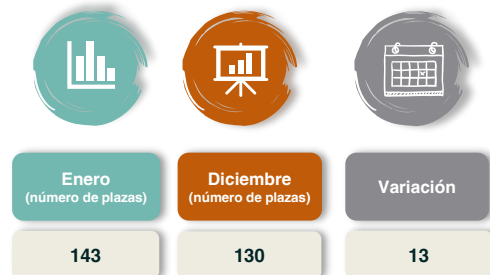 Enero
(número de plazas)
Diciembre
(número de plazas)
Variación
143
130
13